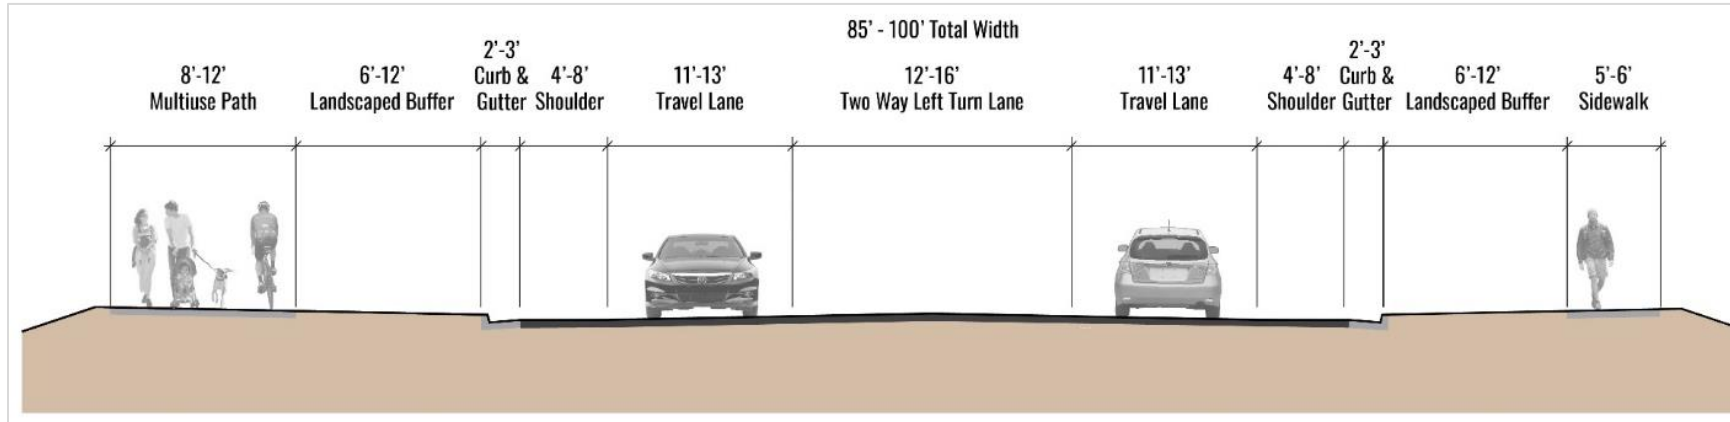 85’ - 100’ Total Width
8’-12’
Multiuse Path
6’-12’
Landscaped Buffer
2’-3’
Curb &
Gutter
4’-8’
Shoulder
11’-13’
Travel Lane
12’-16’
Two Way Left Turn Lane
11’-13’
Travel Lane
4’-8’
Shoulder
2’-3’
Curb &
Gutter
6’-12’
Landscaped Buffer
5’-6’
Sidewalk